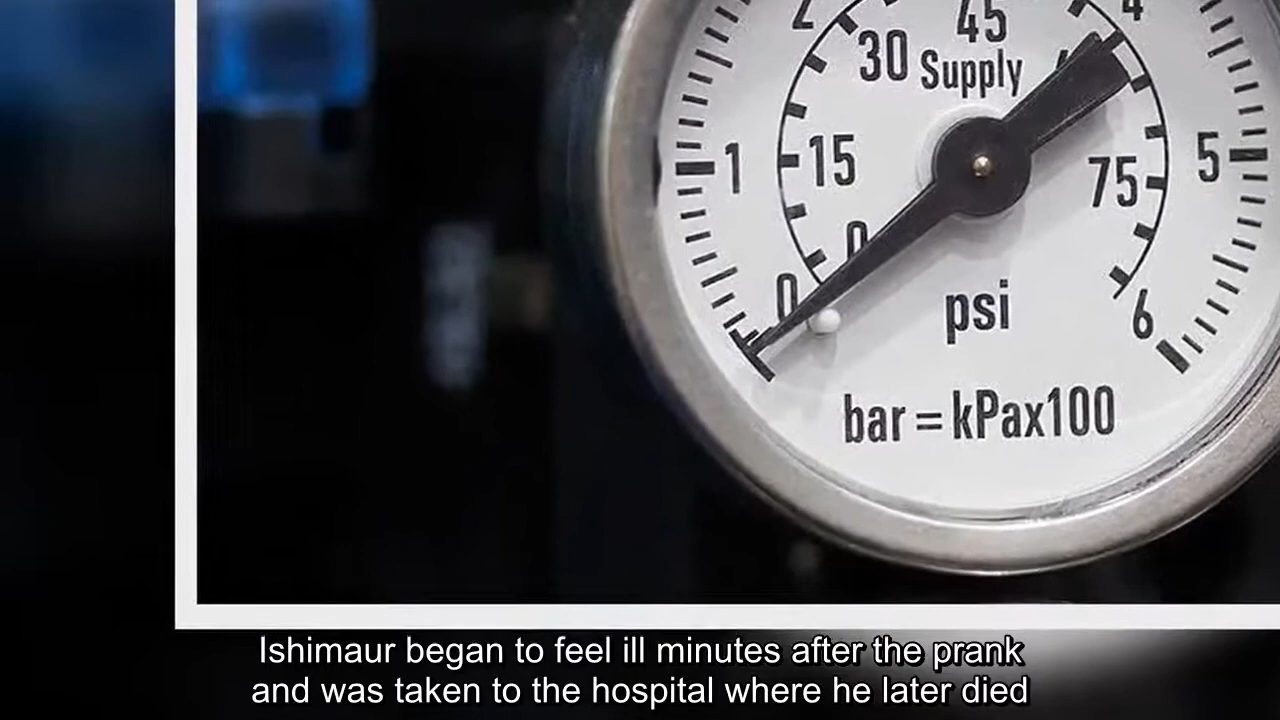 45
30 Supply
15
75
0
0
1
2
4
5
6
psi
bar = kPax100
Ishimaur began to feel ill minutes after the prank
and was taken to the hospital where he later died